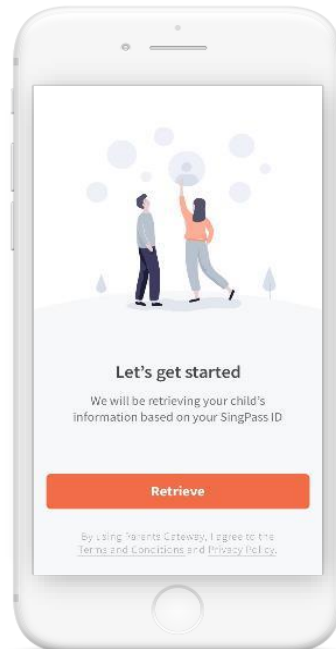 Let's get started
We will be retrieving your child's
information based on your SingPass ID
Retrieve
By using Parents Gateway, I agree to the
Terms and Conditions and Privacy Policy.